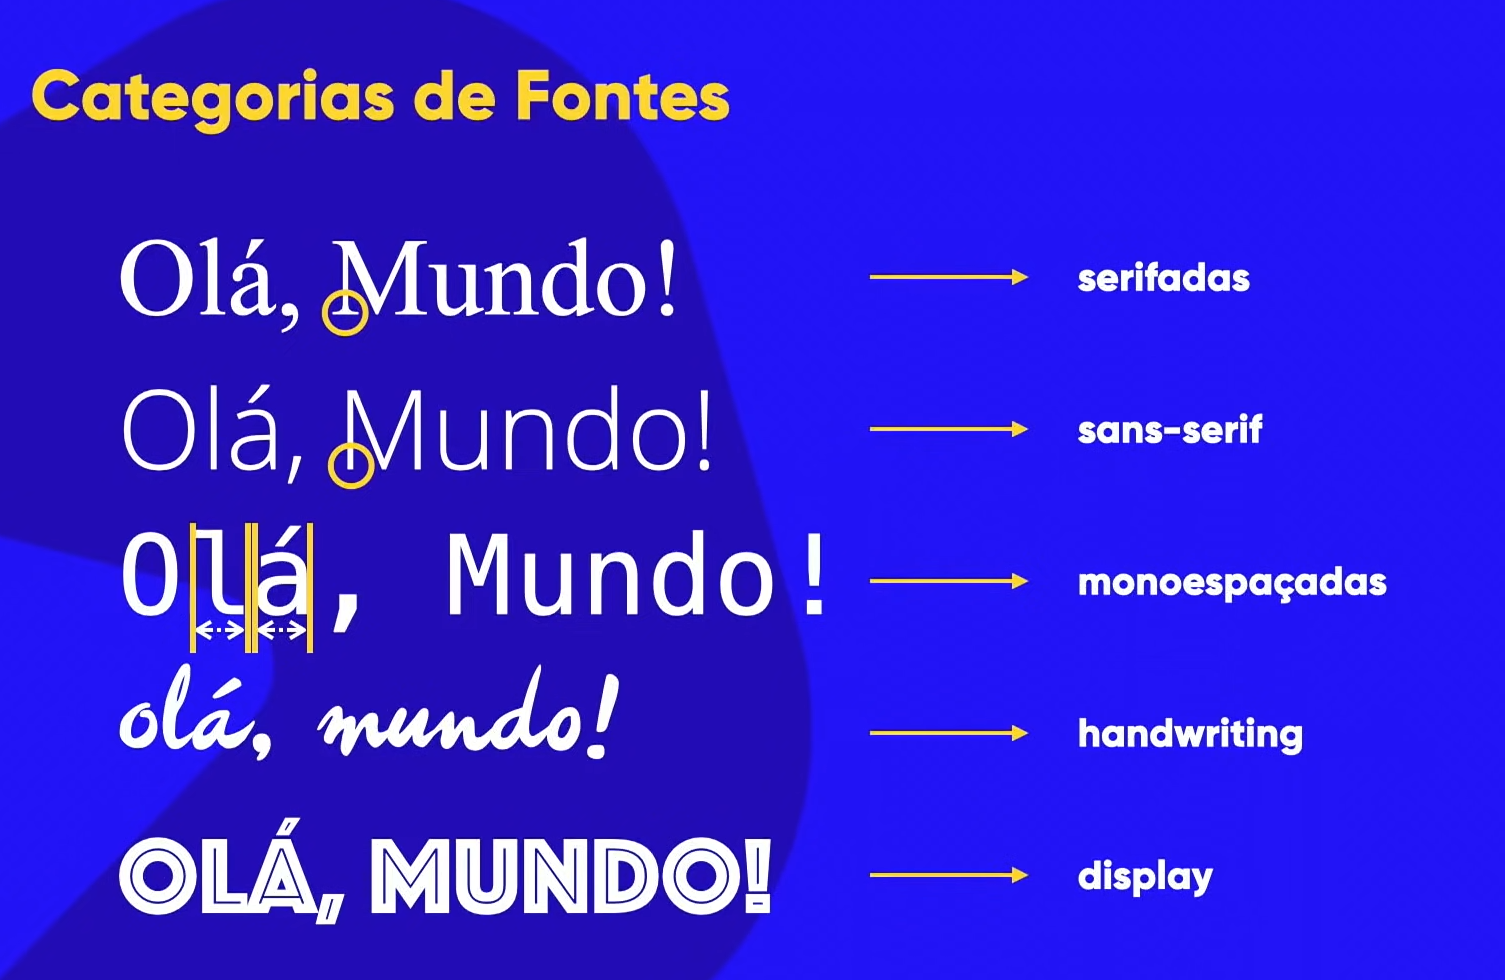 Categorias de Fontes
Olá, Mundo! serifadas
Olá, Mundo! sans-serif
Olá, Mundo! monoespaçadas
olá, mundo! handwriting
OLÁ, MUNDO! display